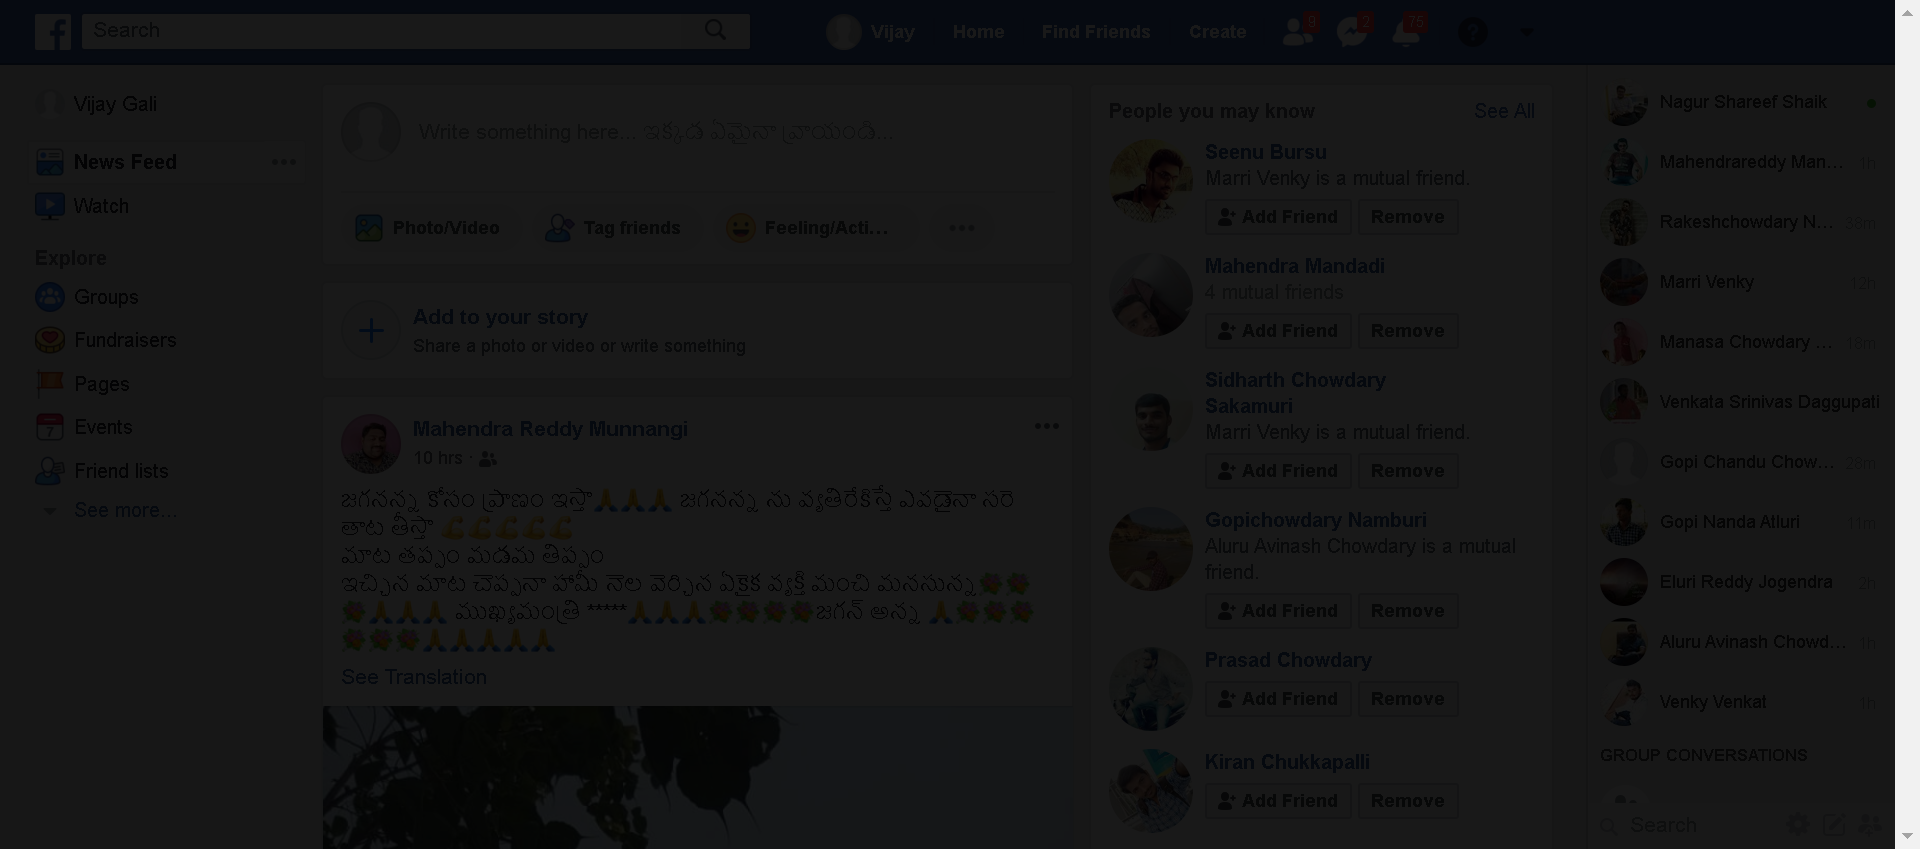 Search
Vijay
Home
Find Friends
Create
9
2
75
Vijay Gali
News Feed
Watch
Explore
Groups
Fundraisers
Pages
7
Events
Friend lists
See more...
Write something here... ఇక్కడ ఏమైనా వ్రాయండి...
Photo/Video
Tag friends
Feeling/Acti...
Add to your story
Share a photo or video or write something
Mahendra Reddy Munnangi
10 hrs ·
జగనన్న కోసం ప్రాణం ఇస్తా🙏🙏🙏 జగనన్న ను వ్యతిరేకిస్తే ఎవడైనా సరె
తాట తీస్తా 💪💪💪💪💪
మాట తప్పం మడమ తిప్పం
ఇచ్చిన మాట చెప్పనా హామీ నెల వెర్చిన ఏకైక వ్యక్తి మంచి మనసున్న🌺🌺
🌺🙏🙏🙏 ముఖ్యమంత్రి *****🙏🙏🙏🌺🌺🌺🌺జగన్ అన్న 🙏🌺🌺🌺
🌺🌺🌺🙏🙏🙏🙏🙏
See Translation
People you may know
See All
Seenu Bursu
Marri Venky is a mutual friend.
Add Friend
Remove
Mahendra Mandadi
4 mutual friends
Add Friend
Remove
Sidharth Chowdary
Sakamuri
Marri Venky is a mutual friend.
Add Friend
Remove
Gopichowdary Namburi
Aluru Avinash Chowdary is a mutual
friend.
Add Friend
Remove
Prasad Chowdary
Add Friend
Remove
Kiran Chukkapalli
Add Friend
Remove
Nagur Shareef Shaik
Mahendrareddy Man... 1h
Rakeshchowdary N... 38m
Marri Venky 12h
Manasa Chowdary ... 13m
Venkata Srinivas Daggupati
Gopi Chandu Chow... 28m
Gopi Nanda Atluri 11m
Eluri Reddy Jogendra 2h
Aluru Avinash Chowd... 1h
Venky Venkat 1h
GROUP CONVERSATIONS
Search